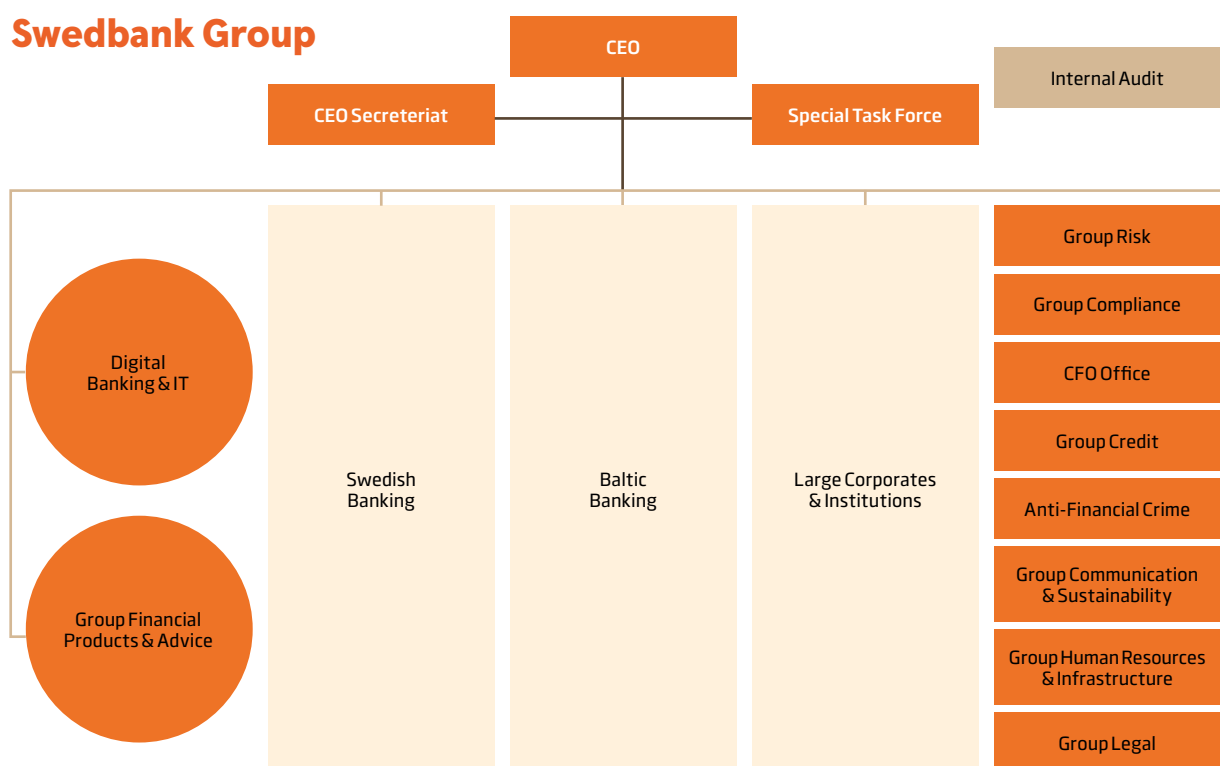 Swedbank Group
CEO
Internal Audit
CEO Secreteriat
Special Task Force
Digital
Banking & IT
Group Financial
Products & Advice
Swedish
Banking
Baltic
Banking
Large Corporates
& Institutions
Group Risk
Group Compliance
CFO Office
Group Credit
Anti-Financial Crime
Group Communication
& Sustainability
Group Human Resources
& Infrastructure
Group Legal